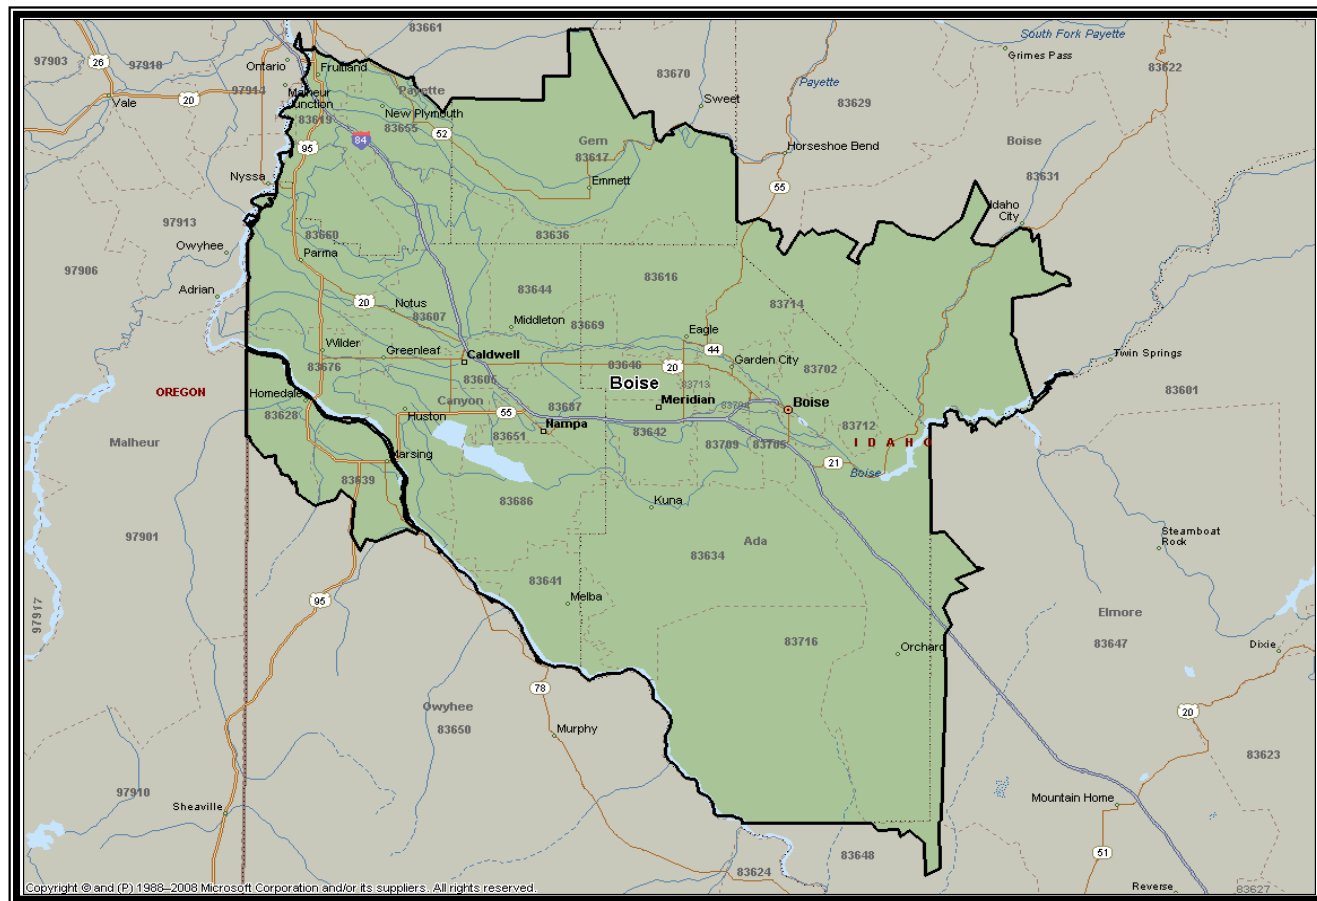 83661
South Fork Payette
Grimes Pass
97903
26
97910
Ontario
Fruitland
83670
83622
Payette
97914
Malheur
Junction
Payette
20
Vale
New Plymouth
Sweet
83629
83619
83655
52
84
95
Gem
83617
Horseshoe Bend
Boise
Nyssa
Emmett
55
83631
Idaho
City
97913
83660
83636
Owyhee
Parma
97906
83616
Adrian
83644
20
Notus
83714
83607
Middleton
83669
Eagle
Wilder
Greenleaf
Caldwell
44
Garden City
Twin Springs
83676
83646
20
83702
83605
83713
Boise
OREGON
Homedale
Canyon
83704
83601
Meridian
Boise
83628
Huston
55
83687
Nampa
83712
Malheur
83651
83642
83709
83705
IDAHO
Marsing
21
Boise
83639
83686
Kuna
97901
Steamboat
Rock
Ada
83634
83641
95
Melba
97917
Elmore
83716
83647
Orchard
Dixie
78
Owyhee
20
83650
Murphy
83623
97910
Sheaville
Mountain Home
51
83648
83624
Copyright © and (P) 1988–2008 Microsoft Corporation and/or its suppliers. All rights reserved.
Reverse
83627